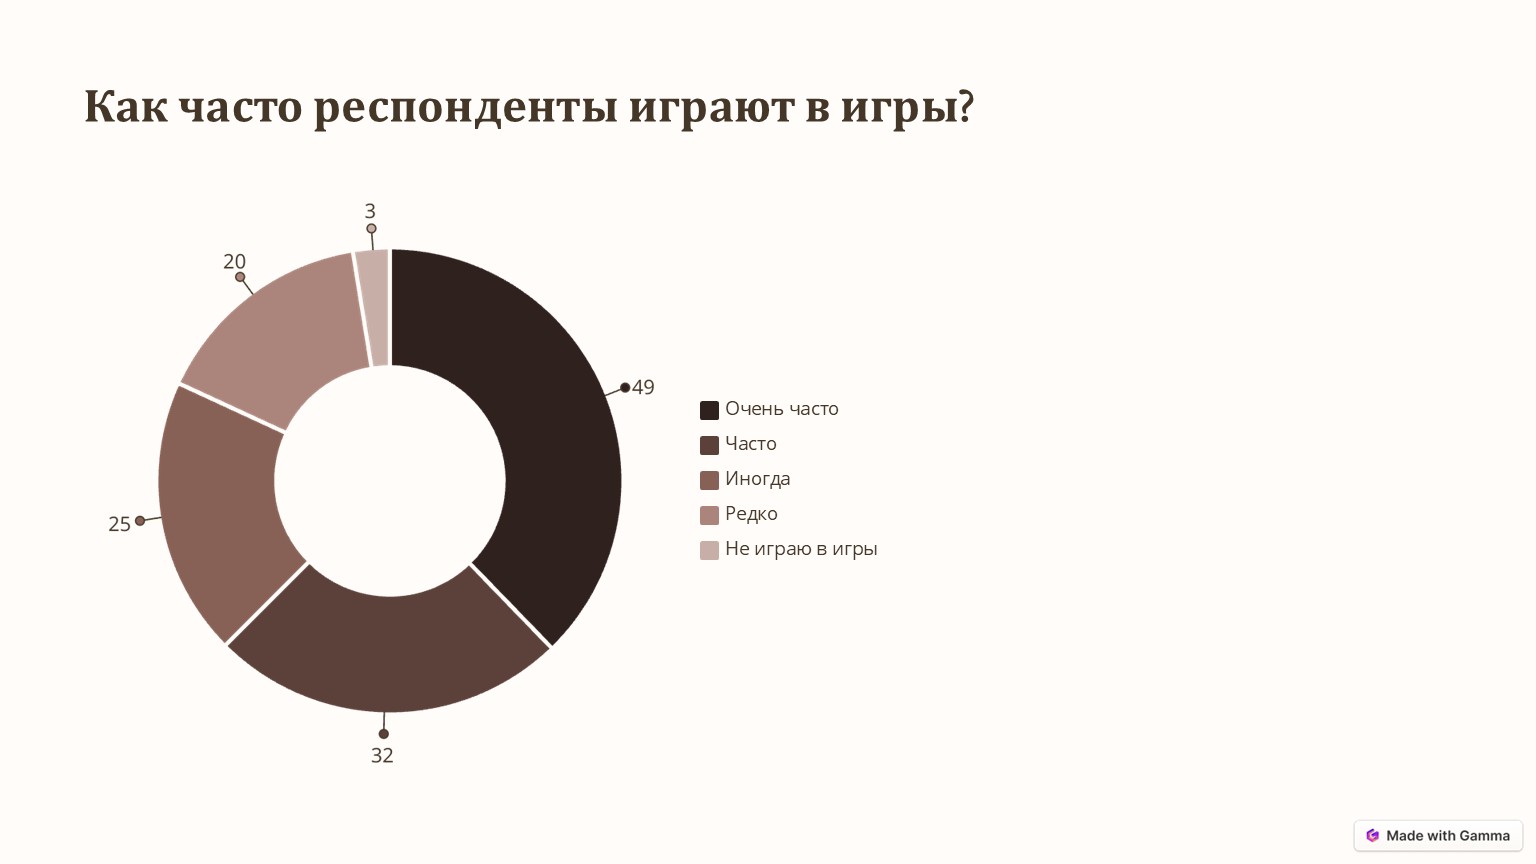 Как часто респонденты играют в игры?
3
20
49
25
32
Очень часто
Часто
Иногда
Редко
Не играю в игры
Made with Gamma